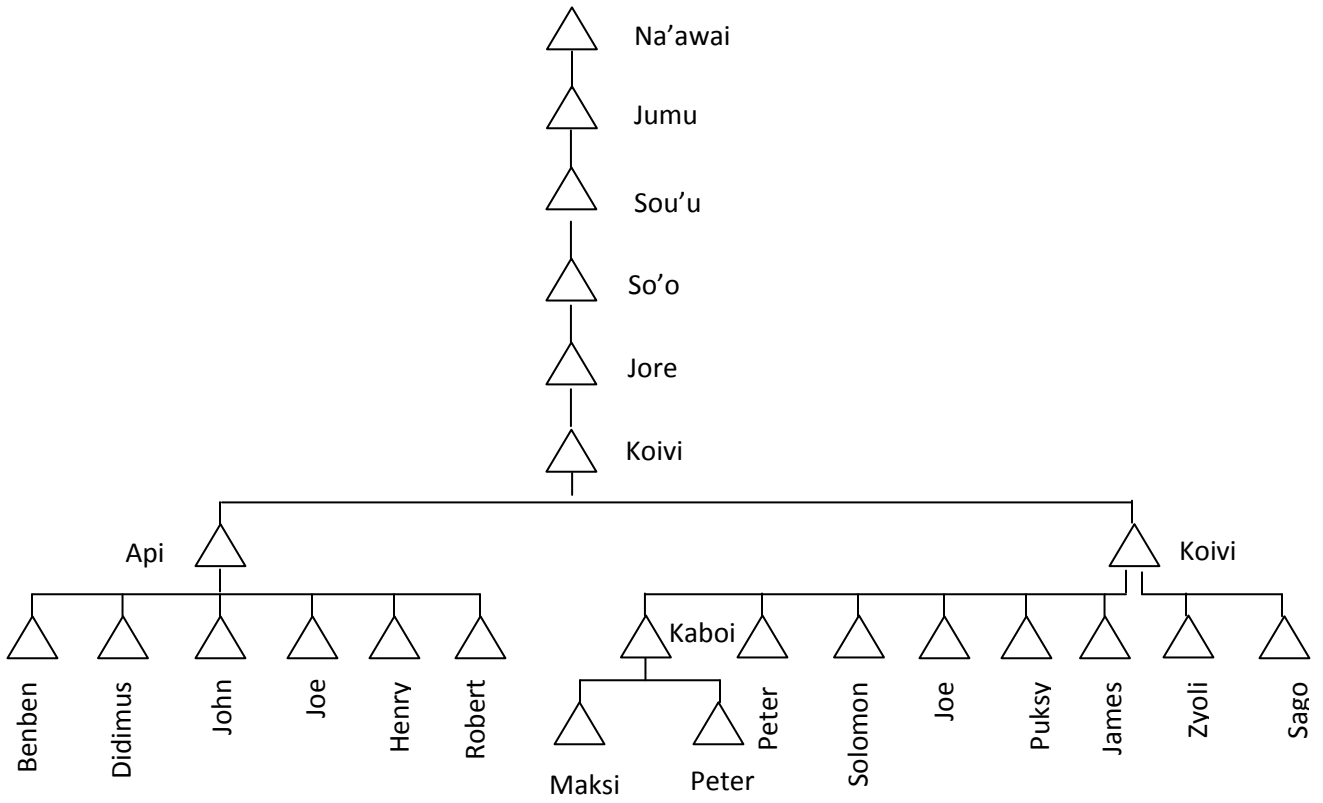 Na’awai
Jumu
Sou’u
So’o
Jore
Koivi
Api
Koivi
Kaboi
Benben
Didimus
John
Joe
Henry
Robert
Peter
Solomon
Joe
Puksy
James
Zyoli
Sago
Maksi
Peter